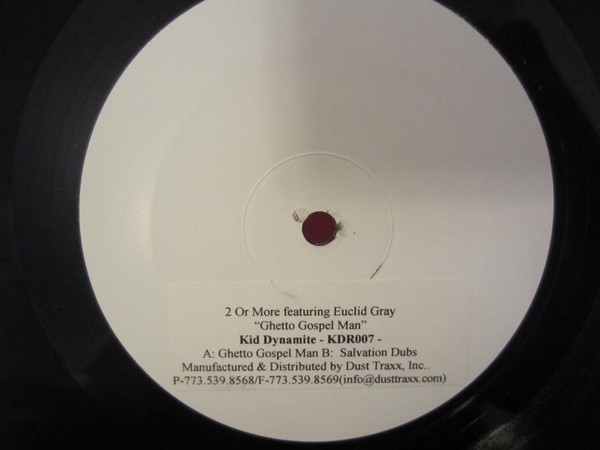 2 Or More featuring Euclid Gray
“Ghetto Gospel Man”
Kid Dynamite - KDR007 -
A: Ghetto Gospel Man B: Salvation Dubs
Manufactured & Distributed by Dust Traxx, Inc..
P-773.539.8568/F-773.539.8569(info@dusttraxx.com)